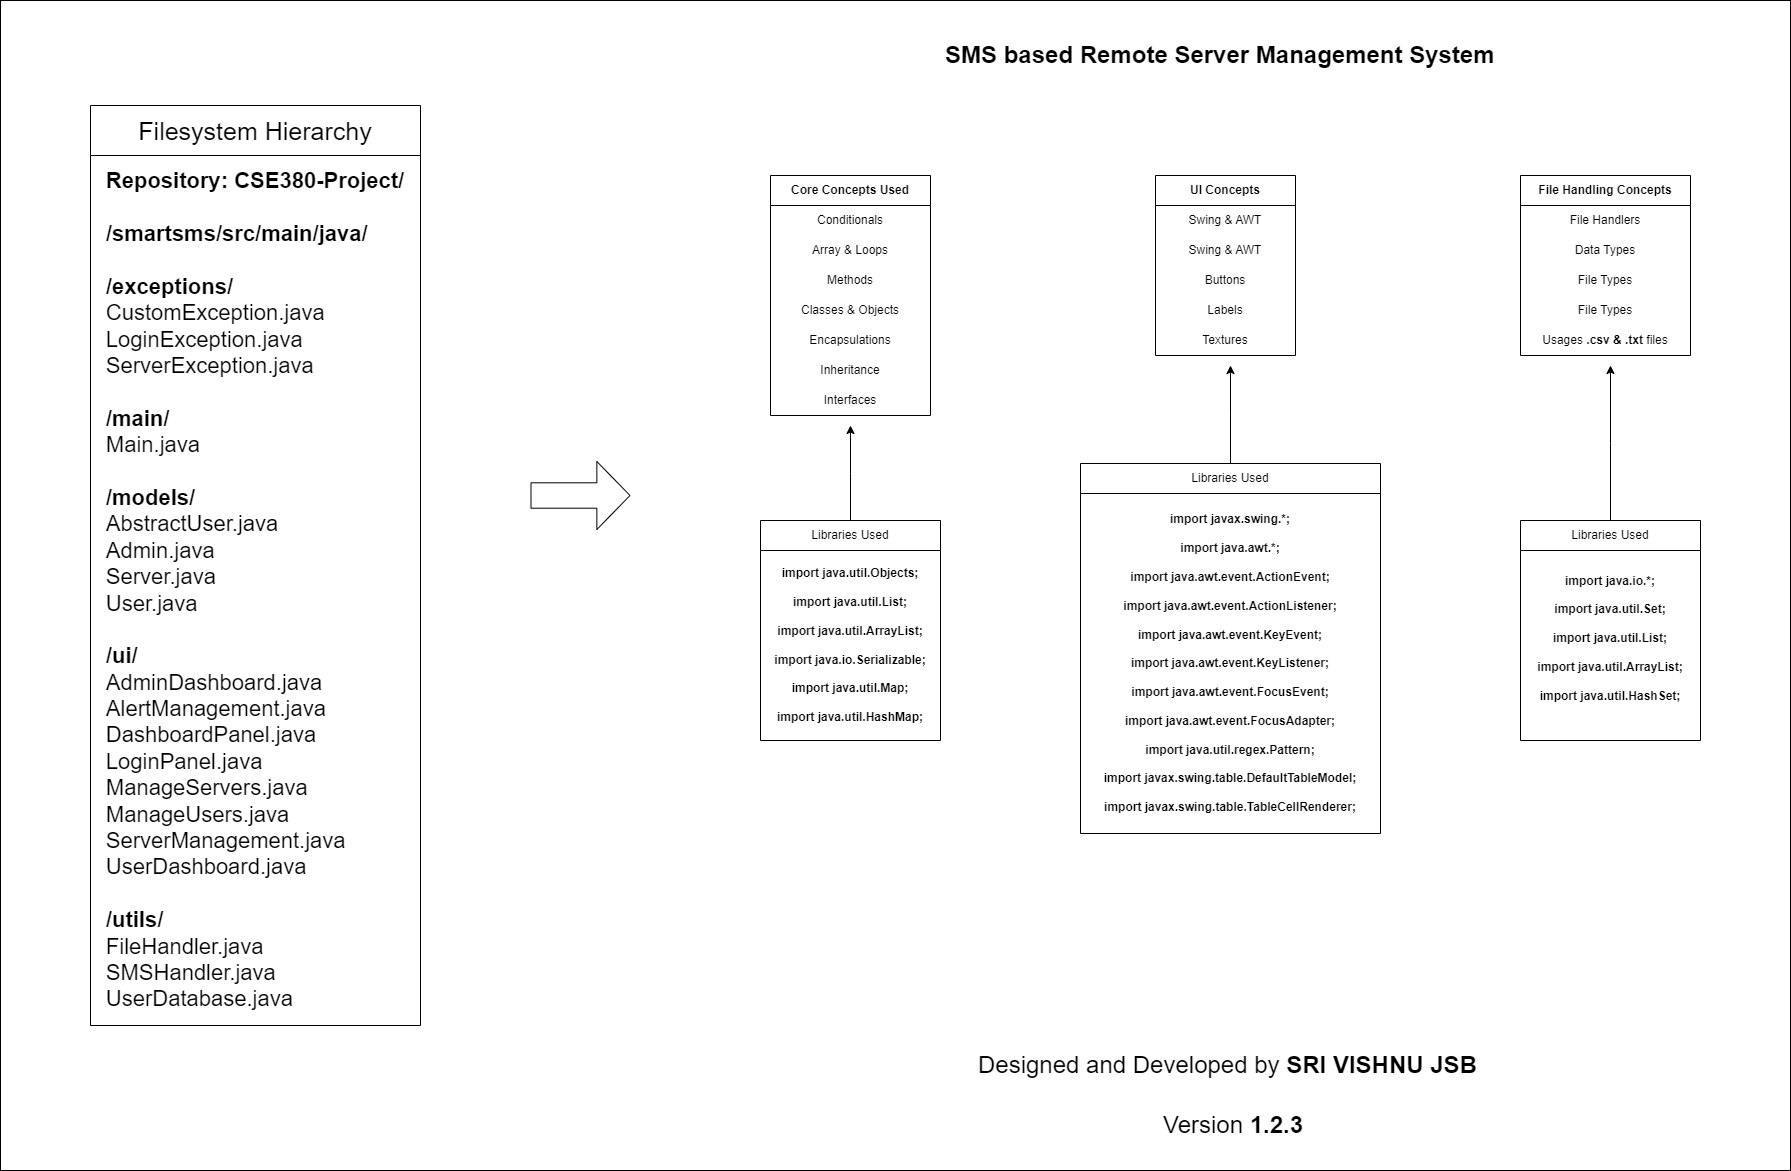 SMS based Remote Server Management System
Filesystem Hierarchy
Repository: CSE380-Project/
/smartsms/src/main/java/
/exceptions/
CustomException.java
LoginException.java
ServerException.java
/main/
Main.java
/models/
AbstractUser.java
Admin.java
Server.java
User.java
/ui/
AdminDashboard.java
AlertManagement.java
DashboardPanel.java
LoginPanel.java
ManageServers.java
ManageUsers.java
ServerManagement.java
UserDashboard.java
/utils/
FileHandler.java
SMSHandler.java
UserDatabase.java
Core Concepts Used
Conditionals
Array & Loops
Methods
Classes & Objects
Encapsulations
Inheritance
Interfaces
Libraries Used
import java.util.Objects;
import java.util.List;
import java.util.ArrayList;
import java.io.Serializable;
import java.util.Map;
import java.util.HashMap;
UI Concepts
Swing & AWT
Swing & AWT
Buttons
Labels
Textures
Libraries Used
import javax.swing.*;
import java.awt.*;
import java.awt.event.ActionEvent;
import java.awt.event.ActionListener;
import java.awt.event.KeyEvent;
import java.awt.event.KeyListener;
import java.awt.event.FocusEvent;
import java.awt.event.FocusAdapter;
import java.util.regex.Pattern;
import javax.swing.table.DefaultTableModel;
import javax.swing.table.TableCellRenderer;
File Handling Concepts
File Handlers
Data Types
File Types
File Types
Usages .csv & .txt files
Libraries Used
import java.io.*;
import java.util.Set;
import java.util.List;
import java.util.ArrayList;
import java.util.HashSet;
Designed and Developed by SRI VISHNU JSB
Version 1.2.3